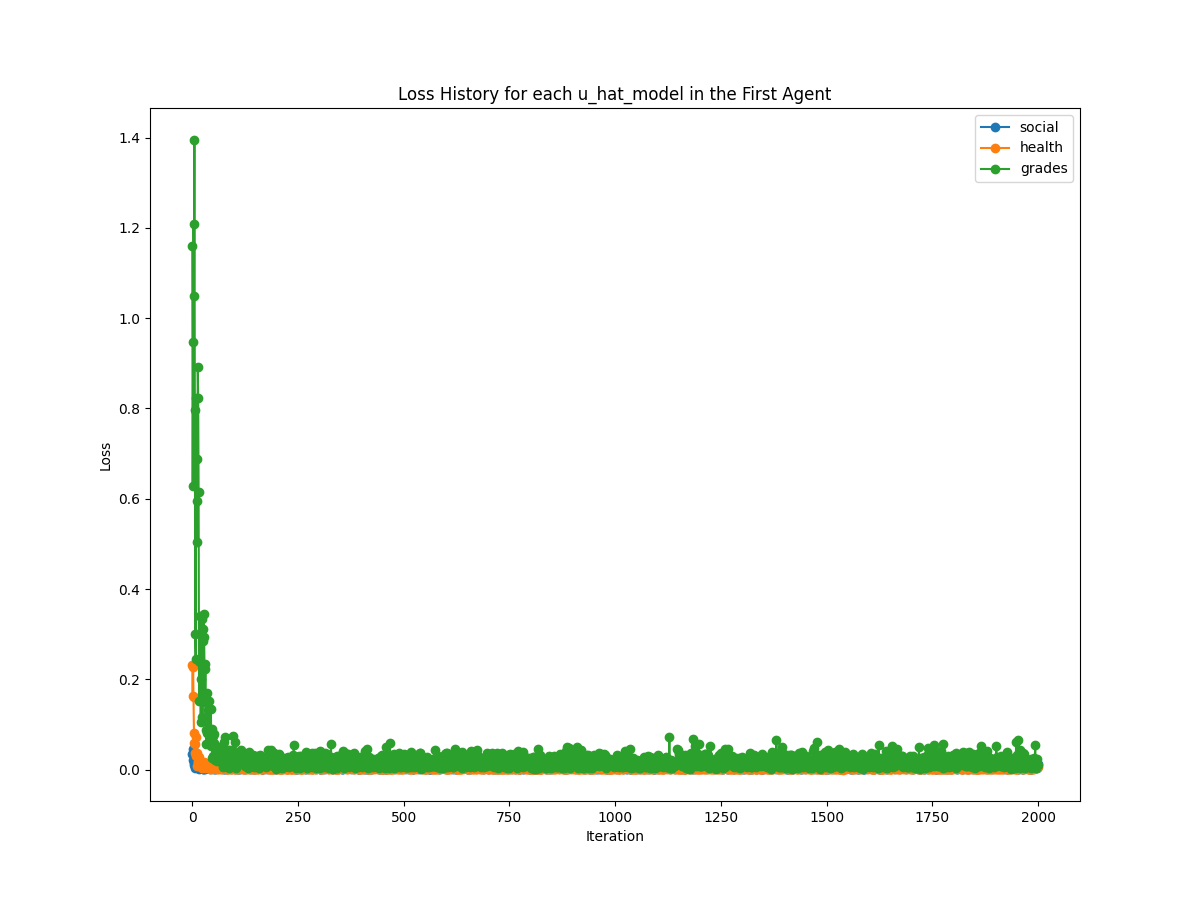 Loss History for each u_hat_model in the First Agent
social
health
grades
1.4
1.2
1.0
0.8
0.6
0.4
0.2
0.0
Loss
0 250 500 750 1000 1250 1500 1750 2000
Iteration